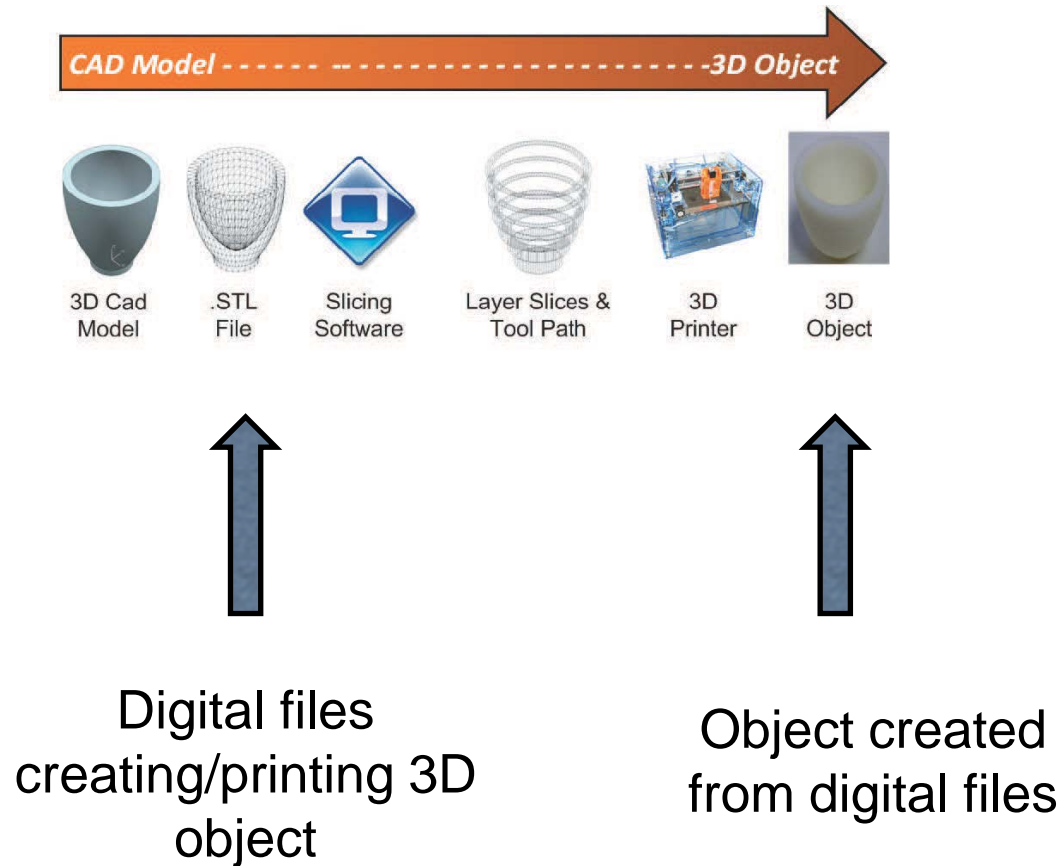 CAD Model - - - - - -  -- - - - - - - - - - - - - - - - - - - - - - - -3D Object
3D Cad
Model
.STL
File
Slicing
Software
Layer Slices &
Tool Path
3D
Printer
3D
Object
Digital files
creating/printing 3D
object
Object created
from digital files